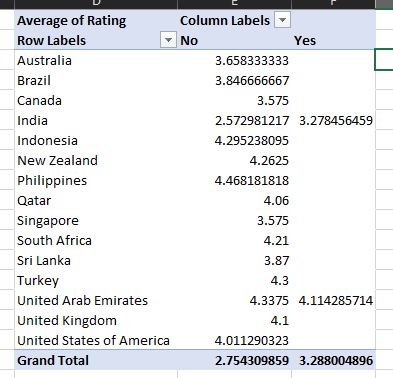 D E F
Average of Rating Column Labels
Row Labels No Yes
Australia 3.658333333
Brazil 3.846666667
Canada 3.575
India 2.572981217 3.278456459
Indonesia 4.295238095
New Zealand 4.2625
Philippines 4.468181818
Qatar 4.06
Singapore 3.575
South Africa 4.21
Sri Lanka 3.87
Turkey 4.3
United Arab Emirates 4.3375 4.114285714
United Kingdom 4.1
United States of America 4.011290323
Grand Total 2.754309859 3.288004896